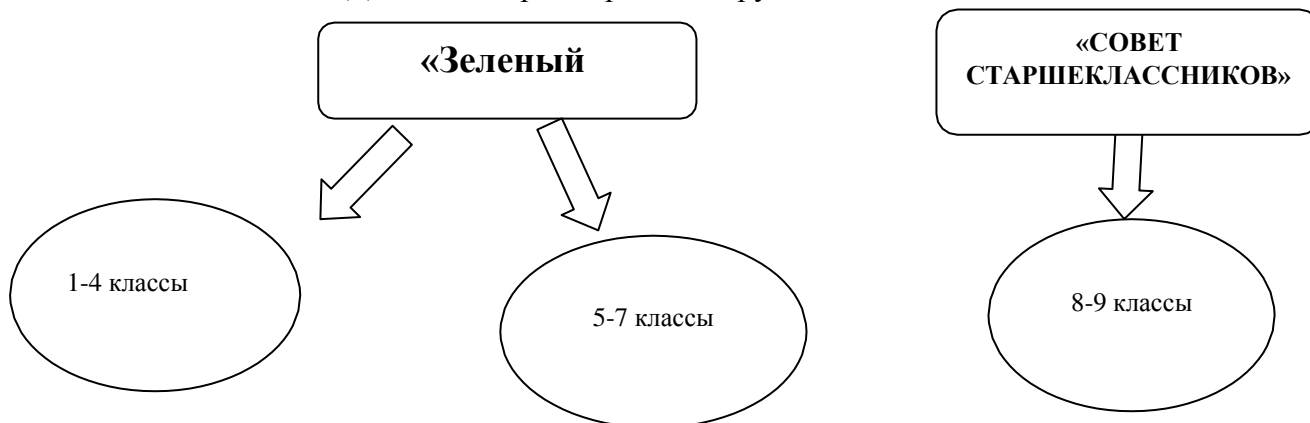 «Зеленый
«СОВЕТ
СТАРШЕКЛАССНИКОВ»
1-4 классы
5-7 классы
8-9 классы